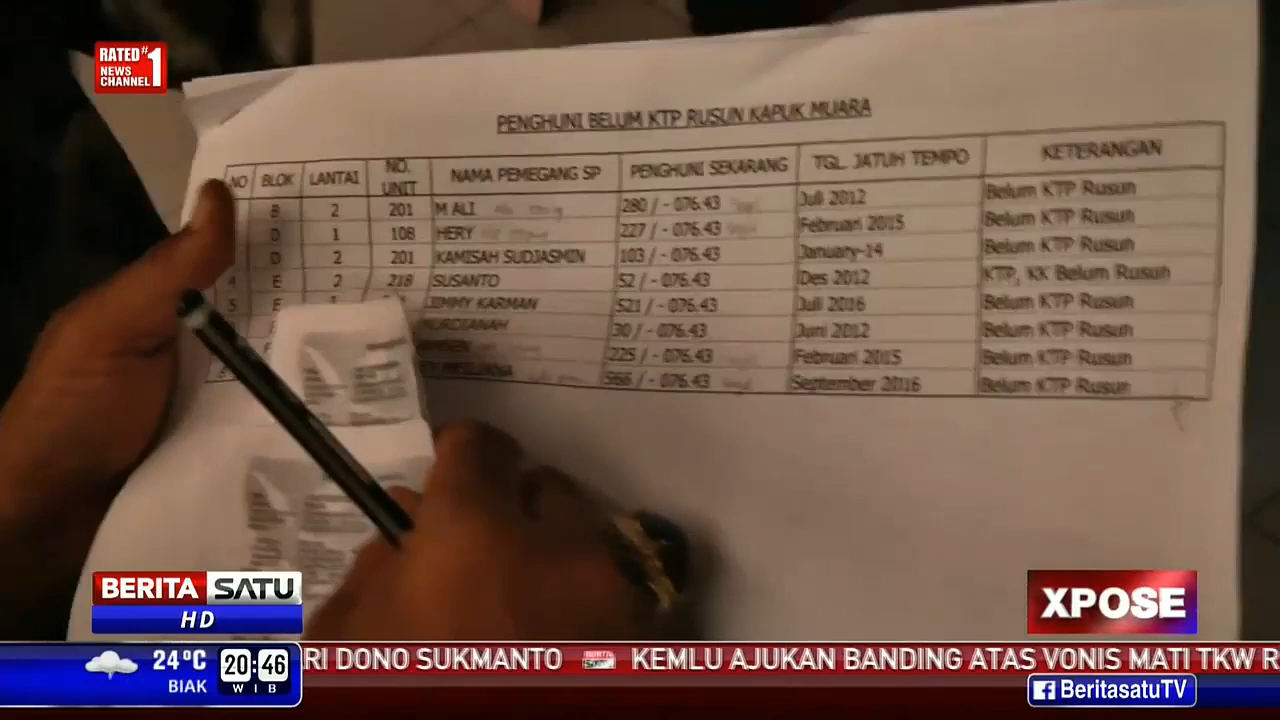 RATED #1
NEWS
CHANNEL
PENGHUNI BELUM KTP RUSUN KAPUK MUARA
NO BLOK LANTAI NO. UNIT NAMA PEMEGANG SP PENGHUNI SEKARANG TGL. JATUH TEMPO KETERANGAN
B 2 201 M ALI 280 / - 076.43 Juli 2012 Belum KTP Rusun
D 1 108 HERY 227 / - 076.43 Februari 2015 Belum KTP Rusun
D 2 201 KAMISAH SUDJASMIN 103 / - 076.43 January-14 Belum KTP Rusun
4 E 2 218 SUSANTO 52 / - 076.43 Des 2012 KTP, KK Belum Rusun
5 E JIMMY KARMAN 521 / - 076.43 Juli 2016 Belum KTP Rusun
30 / - 076.43 Juni 2012 Belum KTP Rusun
225 / - 076.43 Februari 2015 Belum KTP Rusun
566 / - 076.43 September 2016 Belum KTP Rusun
BERITA SATU
HD
XPOSE
24°C
BIAK
20:46
WIB
RI DONO SUKMANTO KEMLU AJUKAN BANDING ATAS VONIS MATI TKW R
BeritasatuTV